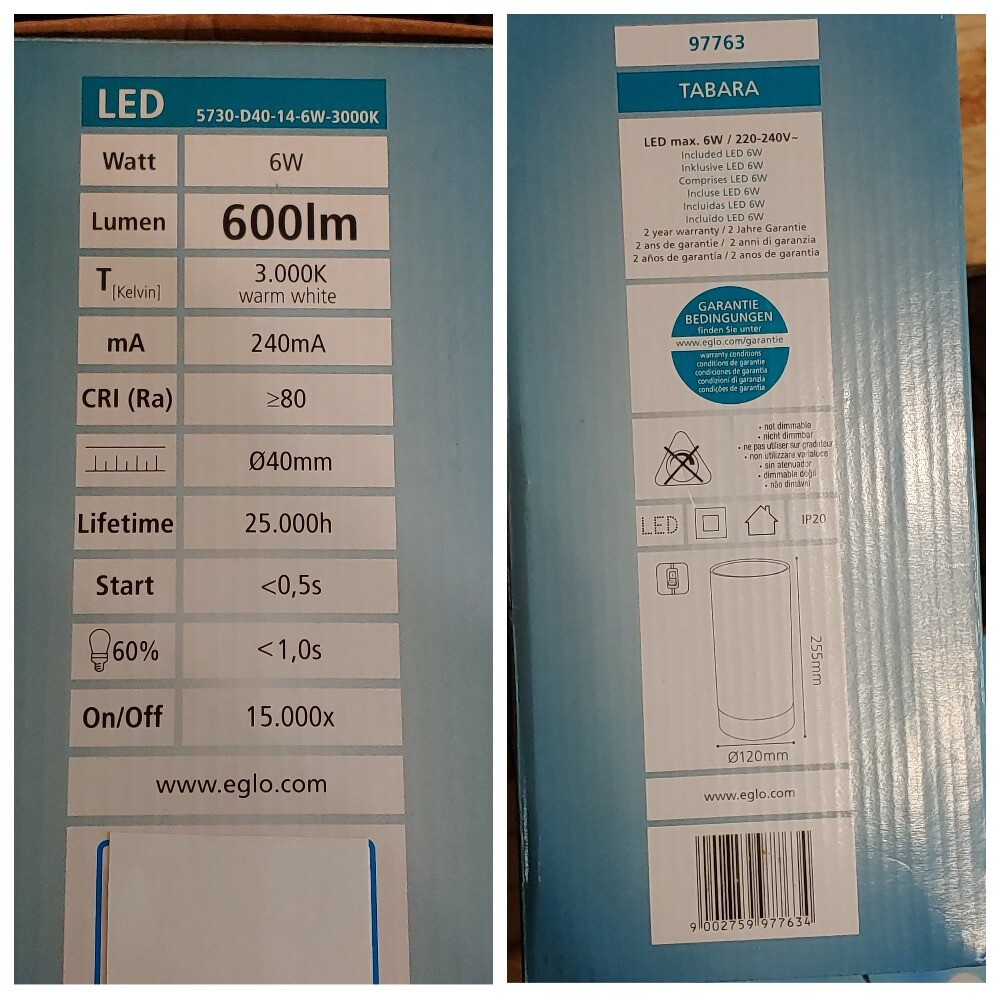 LED 5730-D40-14-6W-3000K
Watt 6W
Lumen 600lm
T[Kelvin] 3.000K
warm white
mA 240mA
CRI (Ra) ≥80
Ø40mm
Lifetime 25.000h
Start <0,5s
60% <1,0s
On/Off 15.000x
www.eglo.com
97763
TABARA
LED max. 6W / 220-240V~
Included LED 6W
Inklusive LED 6W
Comprises LED 6W
Incluse LED 6W
Incluidas LED 6W
Incluído LED 6W
2 year warranty / 2 Jahre Garantie
2 ans de garantie / 2 anni di garanzia
2 años de garantia / 2 anos de garantia
GARANTIE
BEDINGUNGEN
finden Sie unter
www.eglo.com/garantie
warranty conditions
conditions de garantie
condiciones de garantia
condizioni di garanzia
condições de garantia
• not dimmable
• nicht dimmbar
• ne pas utiliser sur gradateur
• non utilizzare varialuce
• sin atenuador
• dimmable değil
• não dimável
LED IP20
255mm
Ø120mm
www.eglo.com
9 002759 977634